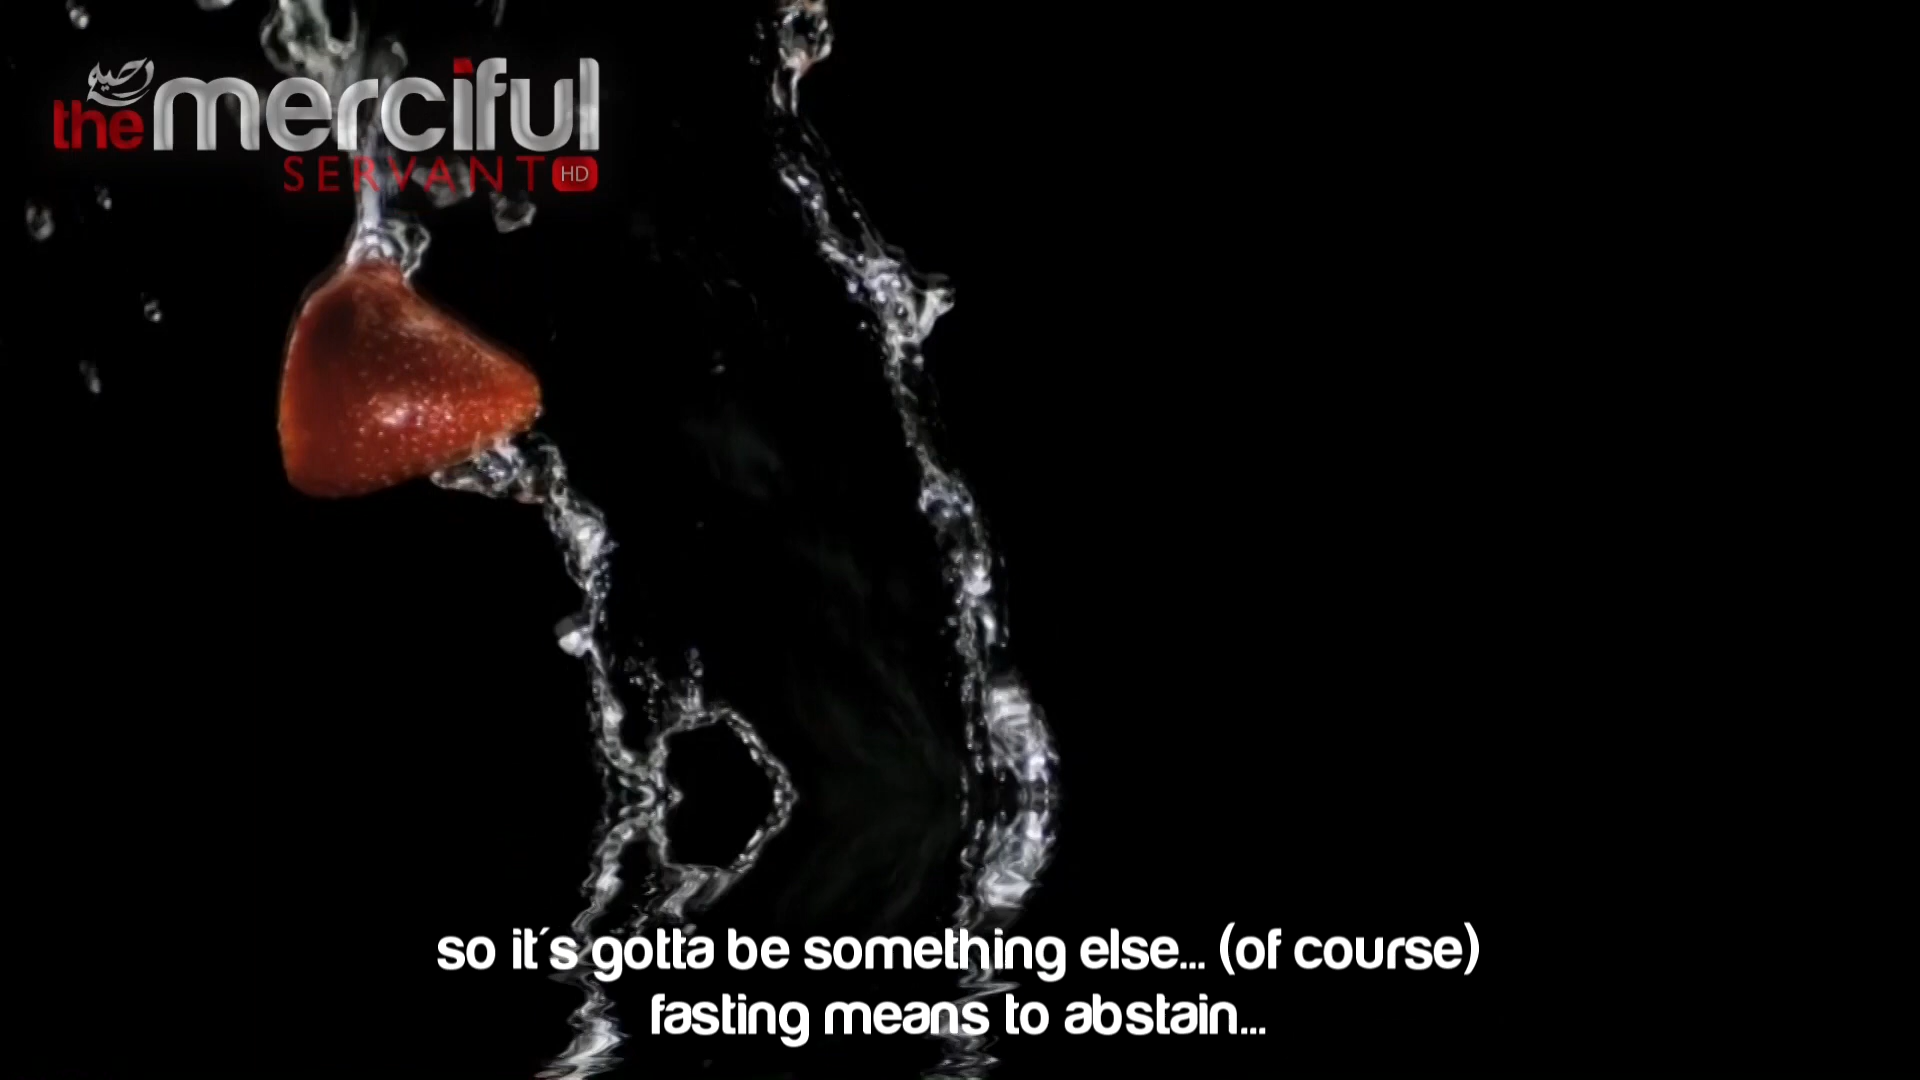 the merciful
SERVANT HD
so it´s gotta be something else... (of course)
fasting means to abstain...